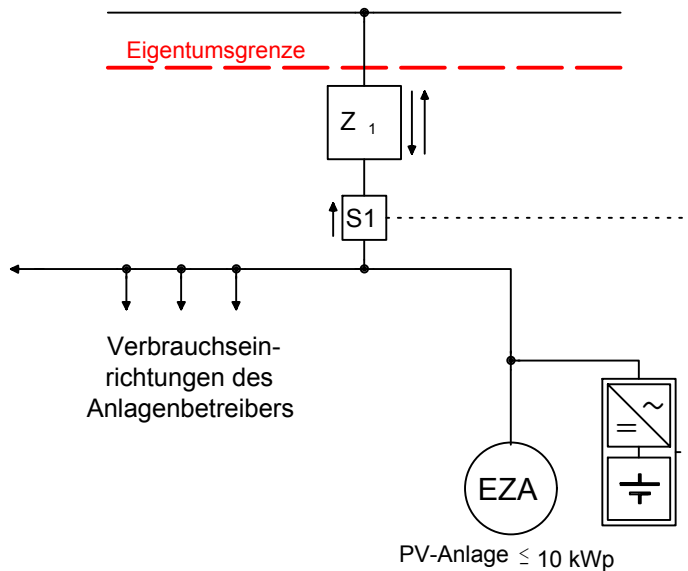 Eigentumsgrenze
Z 1
S1
Verbrauchsein-
richtungen des
Anlagenbetreibers
EZA
PV-Anlage ≤ 10 kWp